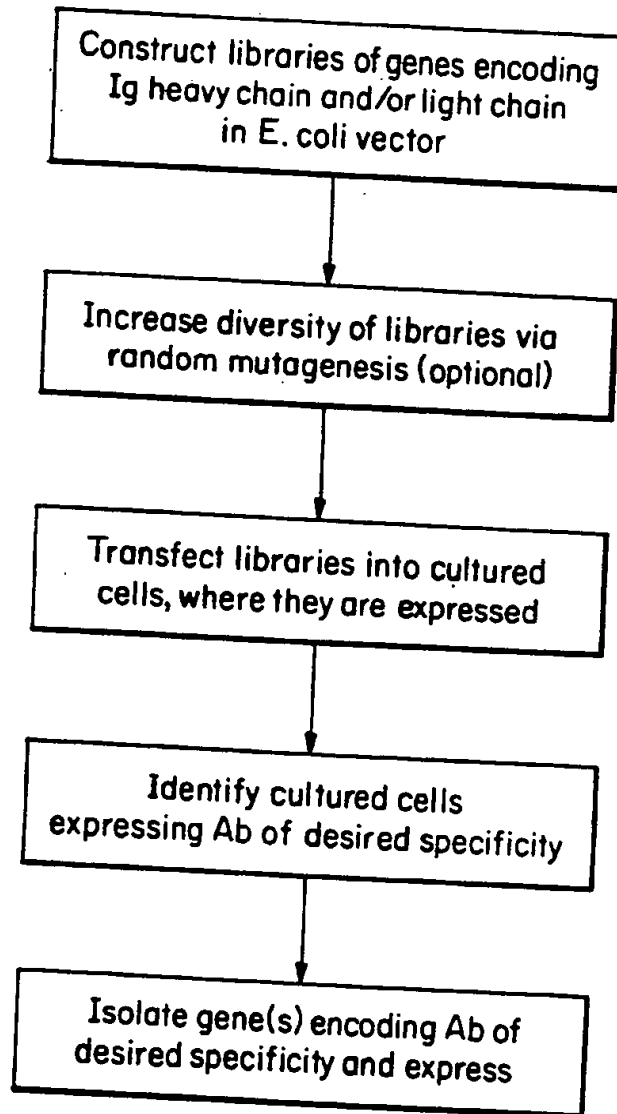 Construct libraries of genes encoding
Ig heavy chain and/or light chain
in E. coli vector
Increase diversity of libraries via
random mutagenesis (optional)
Transfect libraries into cultured
cells, where they are expressed
Identify cultured cells
expressing Ab of desired specificity
Isolate gene(s) encoding Ab of
desired specificity and express